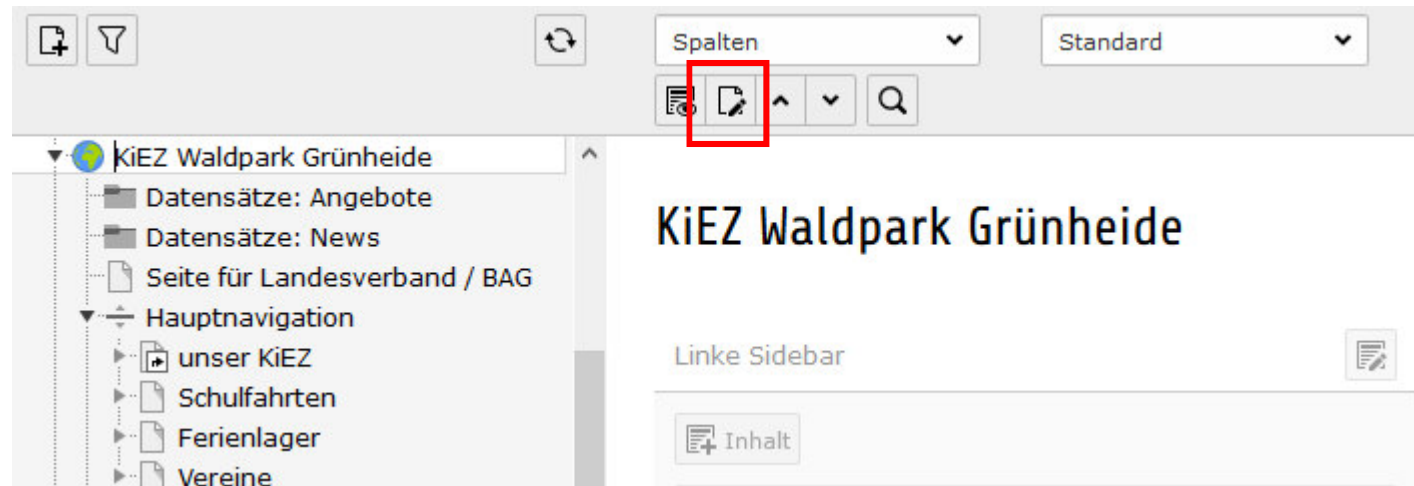 Spalten
Standard
KiEZ Waldpark Grünheide
Datensätze: Angebote
Datensätze: News
Seite für Landesverband / BAG
Hauptnavigation
unser KiEZ
Schulfahrten
Ferienlager
Vereine
KiEZ Waldpark Grünheide
Linke Sidebar
Inhalt